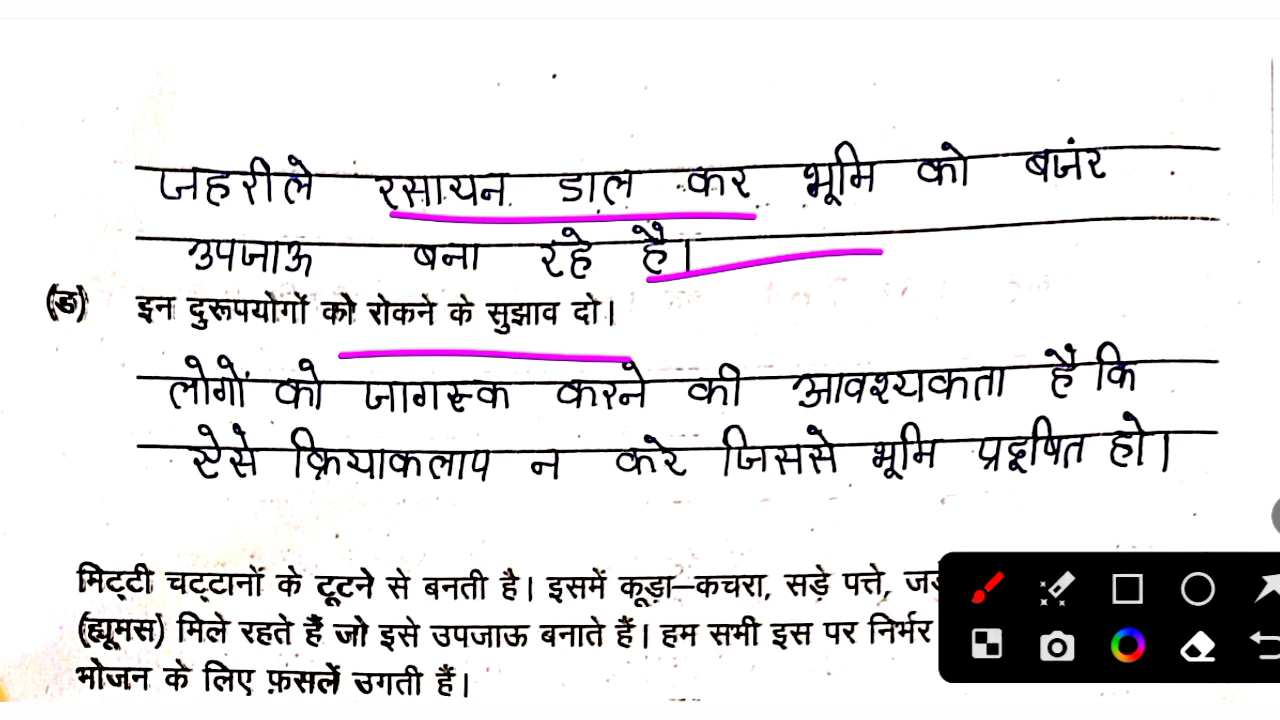 जहरीले रसायन डाल कर भूमि को बजंर
उपजाऊ बना रहे है।
(ङ) इन दुरूपयोगों को रोकने के सुझाव दो।
लोगों को जागरूक करने की आवश्यकता है कि
ऐसे क्रियाकलाप न करे जिससे भूमि प्रदूषित हो।
मिट्टी चट्टानों के टूटने से बनती है। इसमें कूड़ा–कचरा, सड़े पत्ते,
(ह्यूमस) मिले रहते हैं जो इसे उपजाऊ बनाते हैं। हम सभी इस पर निर्भर
भोजन के लिए फ़सलें उगती हैं।